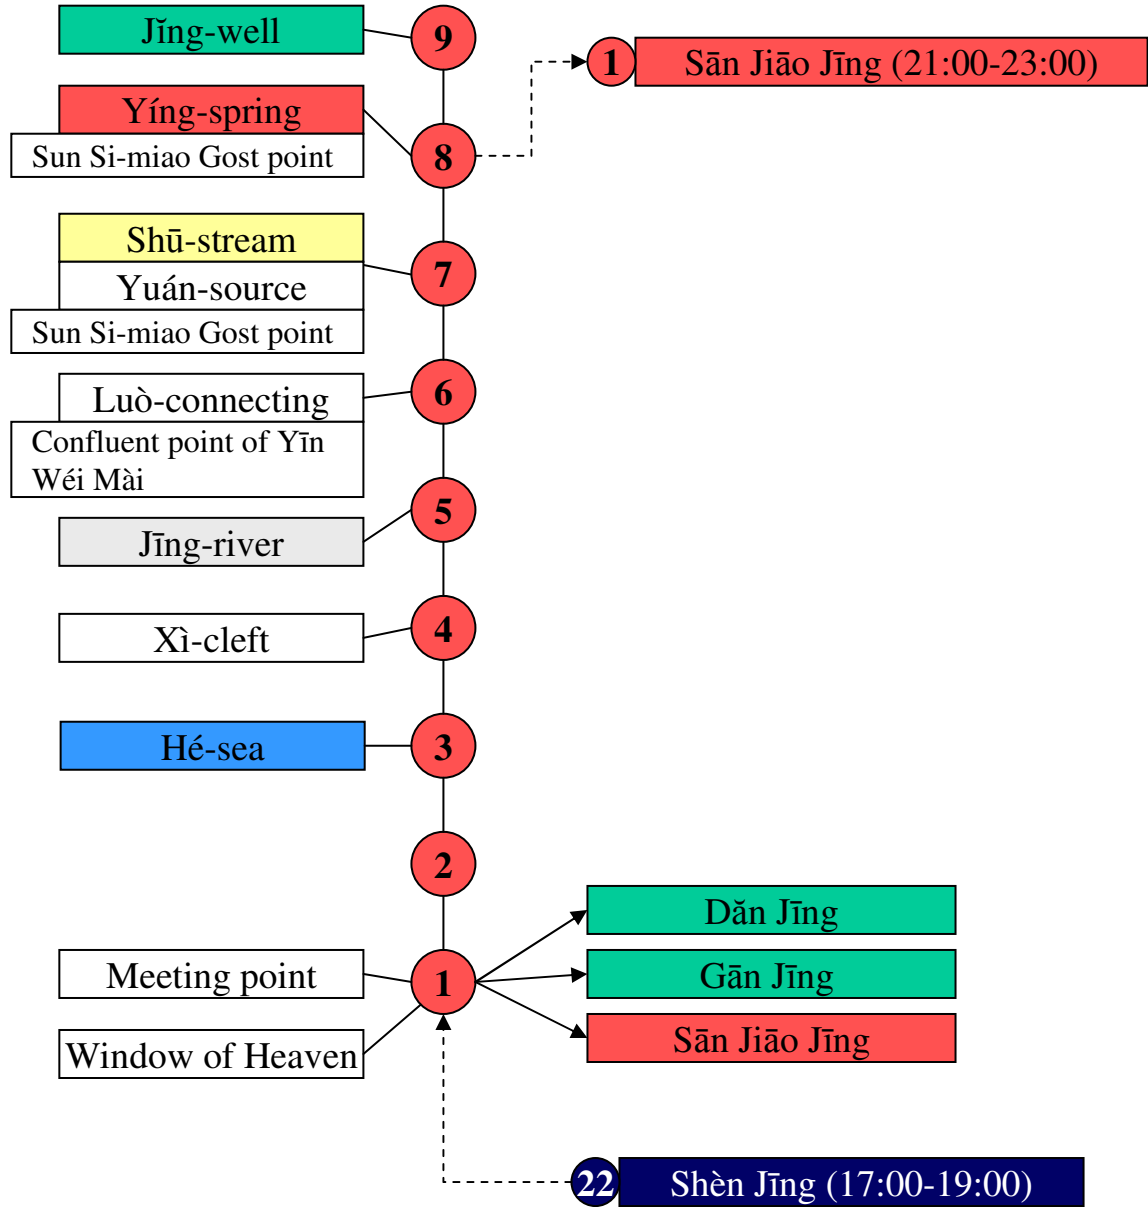 Jĭng-well
9
1
Sān Jiāo Jīng (21:00-23:00)
Yíng-spring
Sun Si-miao Gost point
8
Shū-stream
Yuán-source
Sun Si-miao Gost point
7
Luò-connecting
Confluent point of Yīn
Wéi Mài
6
Jīng-river
5
Xì-cleft
4
Hé-sea
3
2
Meeting point
Window of Heaven
1
Dăn Jīng
Gān Jīng
Sān Jiāo Jīng
22
Shèn Jīng (17:00-19:00)